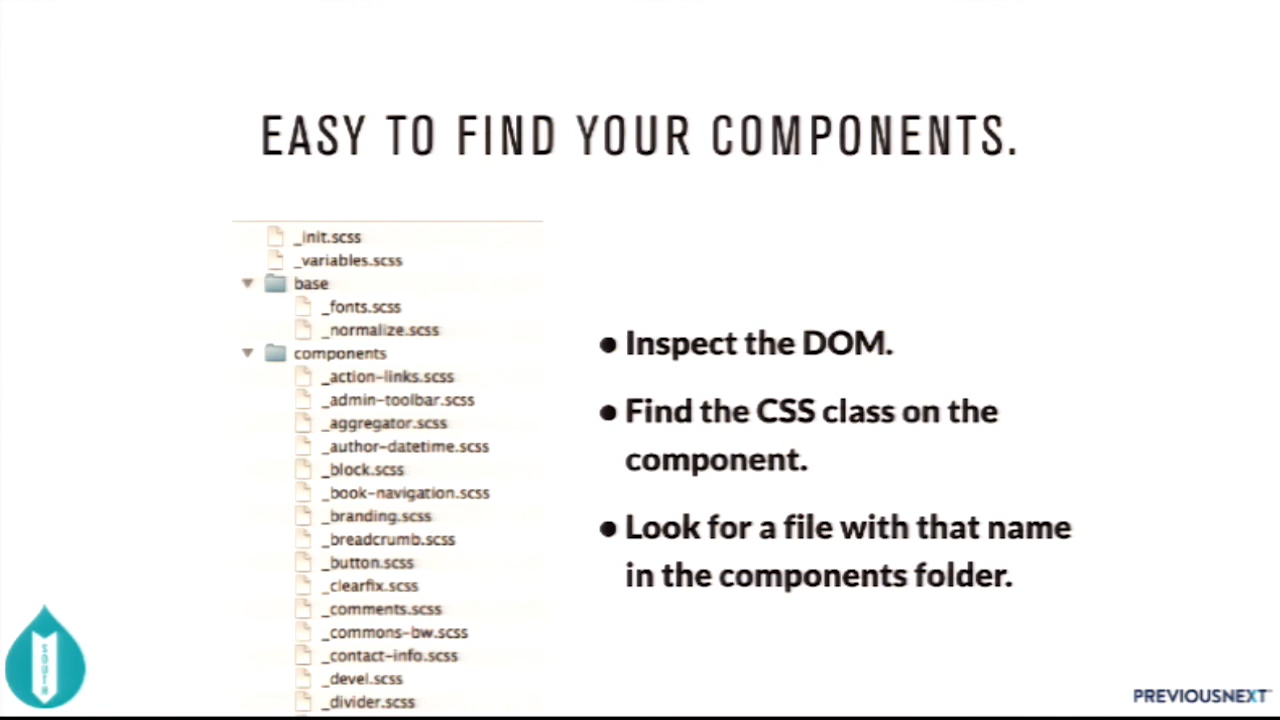 EASY TO FIND YOUR COMPONENTS.
_init.scss
_variables.scss
base
_fonts.scss
_normalize.scss
components
_action-links.scss
_admin-toolbar.scss
_aggregator.scss
_author-datetime.scss
_block.scss
_book-navigation.scss
_branding.scss
_breadcrumb.scss
_button.scss
_clearfix.scss
_comments.scss
_commons-bw.scss
_contact-info.scss
_devel.scss
_divider.scss
• Inspect the DOM.
• Find the CSS class on the
component.
• Look for a file with that name
in the components folder.
SOUTH
PREVIOUSNEXT